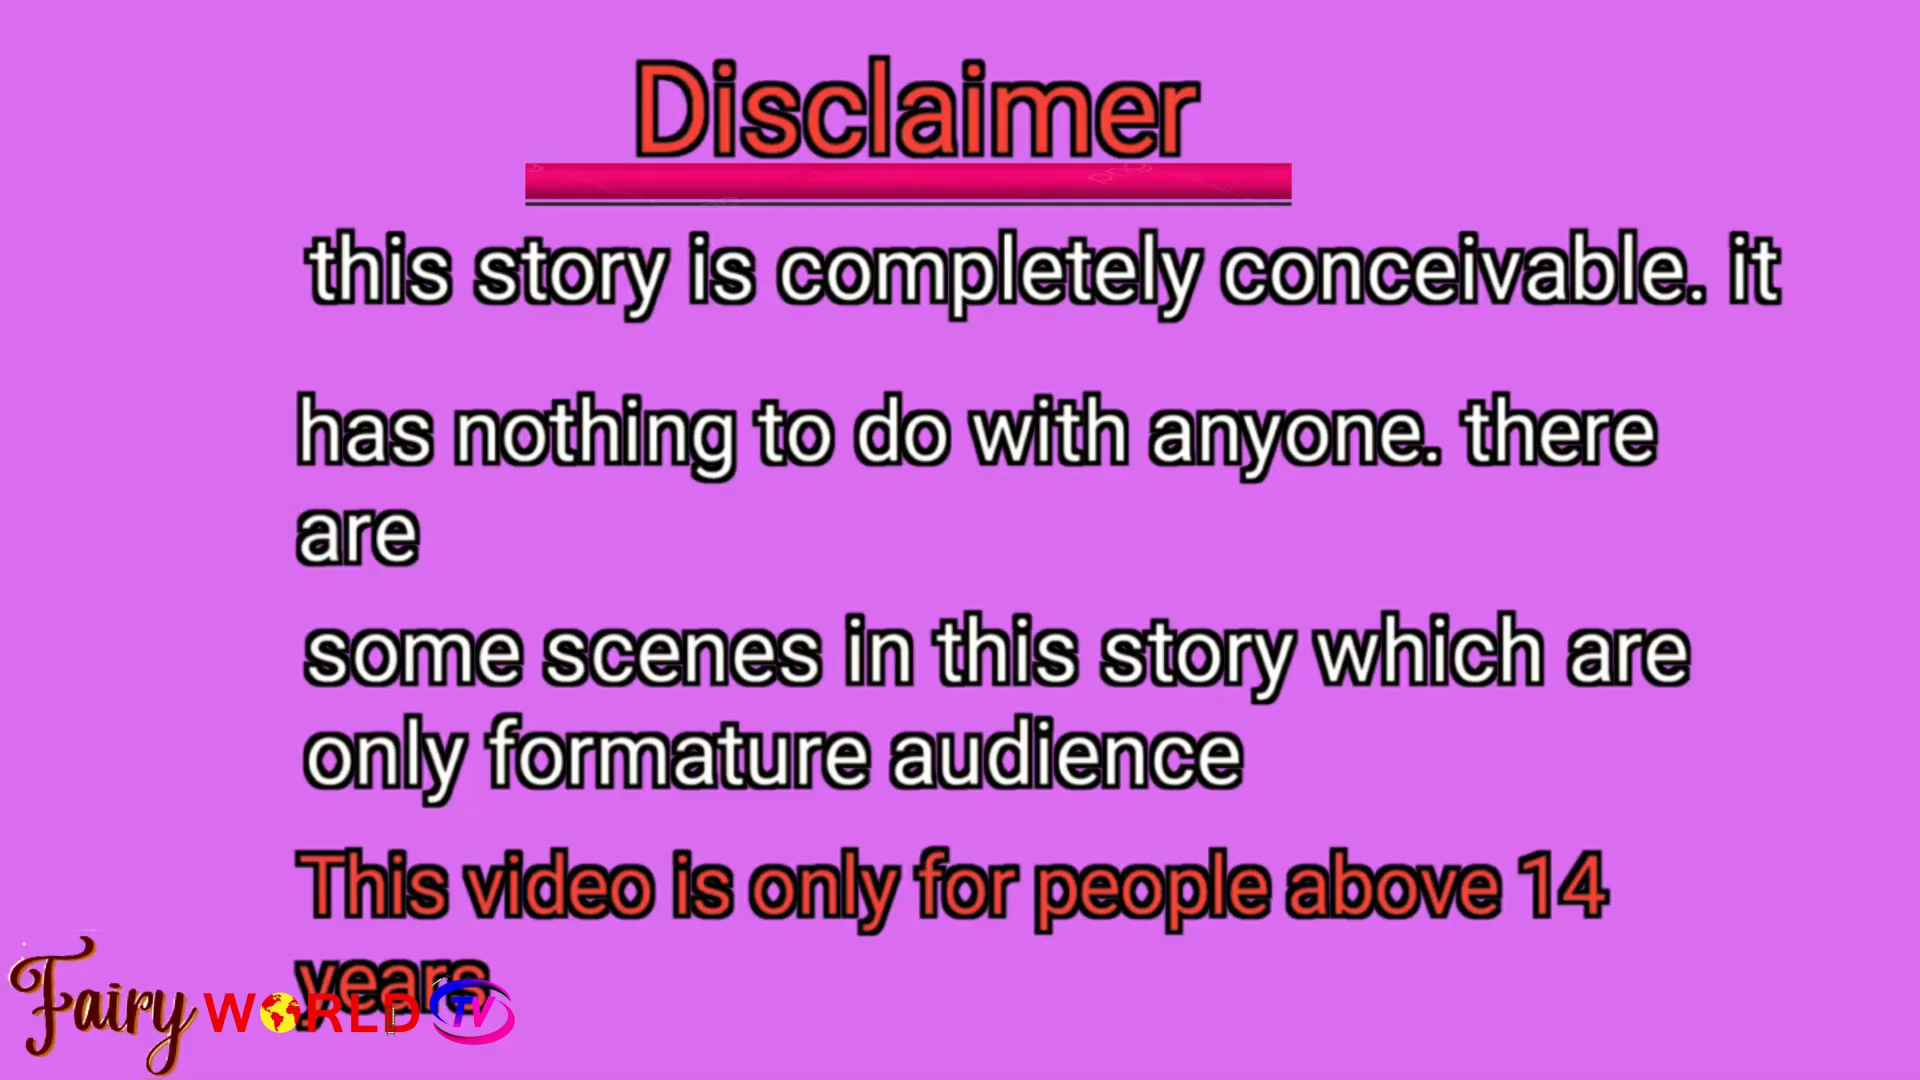 Disclaimer
this story is completely conceivable. it
has nothing to do with anyone. there
are
some scenes in this story which are
only formature audience
This video is only for people above 14
years
Fairy WORLD TV